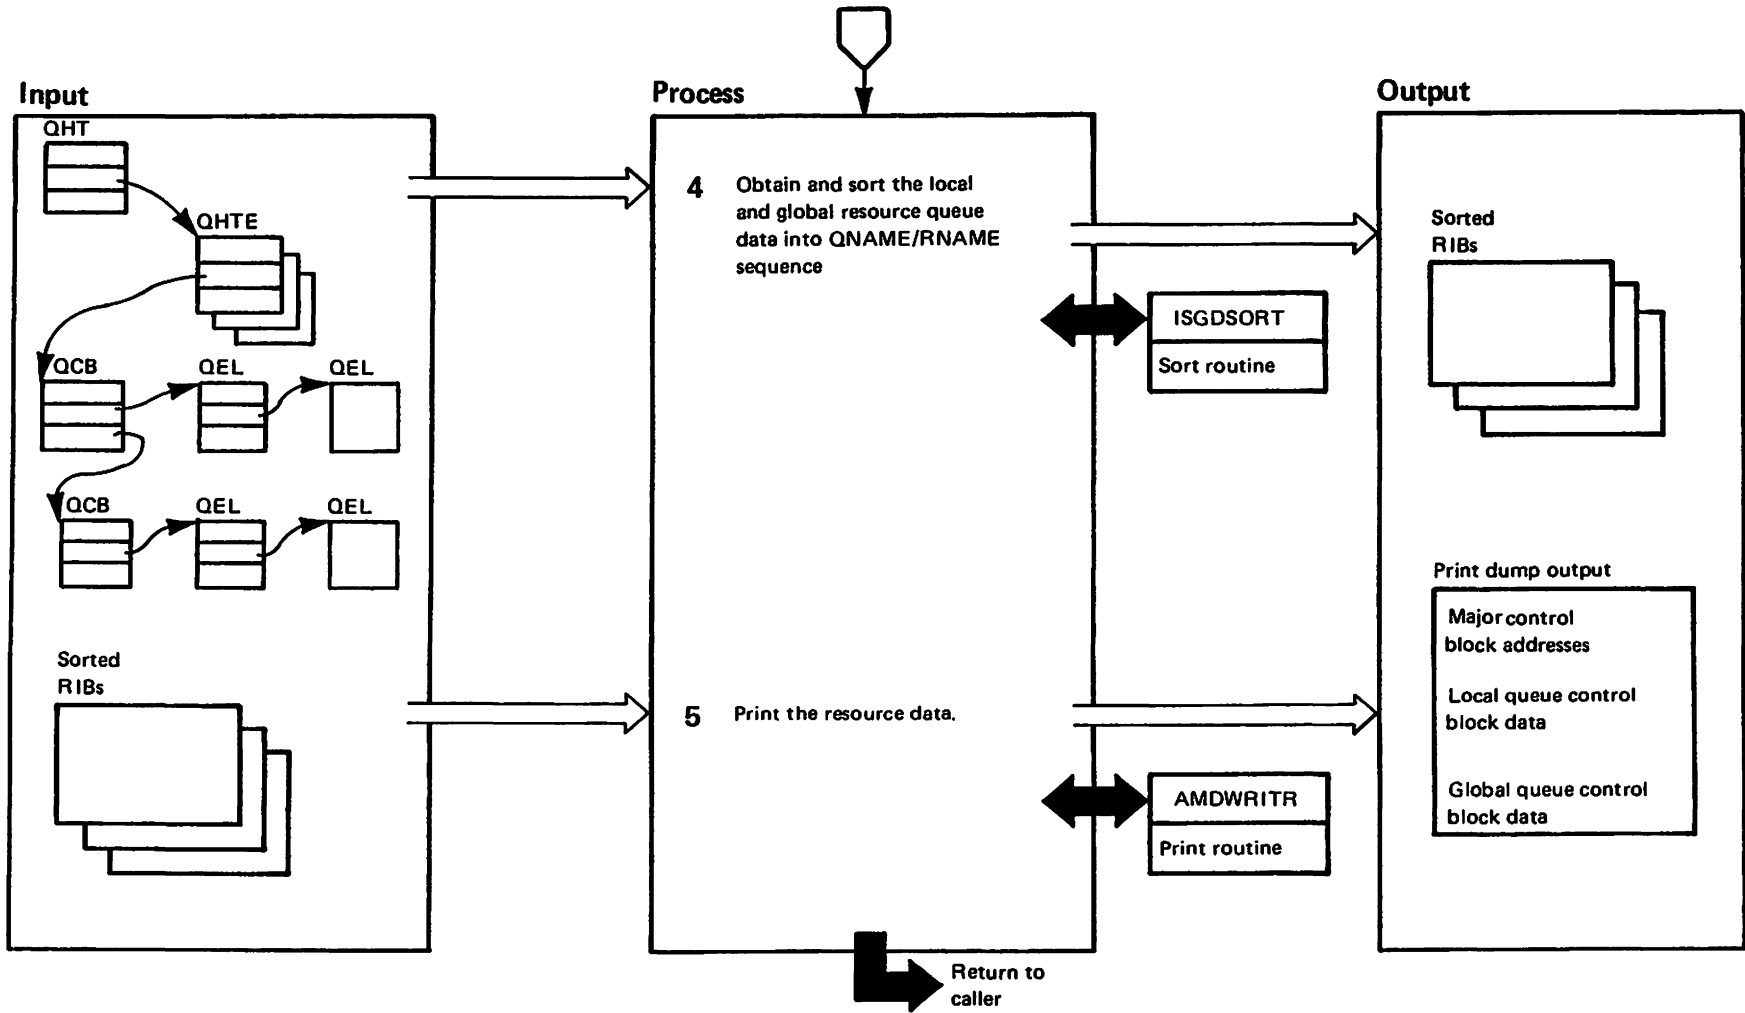 Input
QHT
QHTE
QCB
QEL
QEL
QCB
QEL
QEL
Sorted
RIBs
Process
4 Obtain and sort the local
and global resource queue
data into QNAME/RNAME
sequence
ISGDSORT
Sort routine
5 Print the resource data.
AMDWRITR
Print routine
Return to
caller
Output
Sorted
RIBs
Print dump output
Major control
block addresses
Local queue control
block data
Global queue control
block data